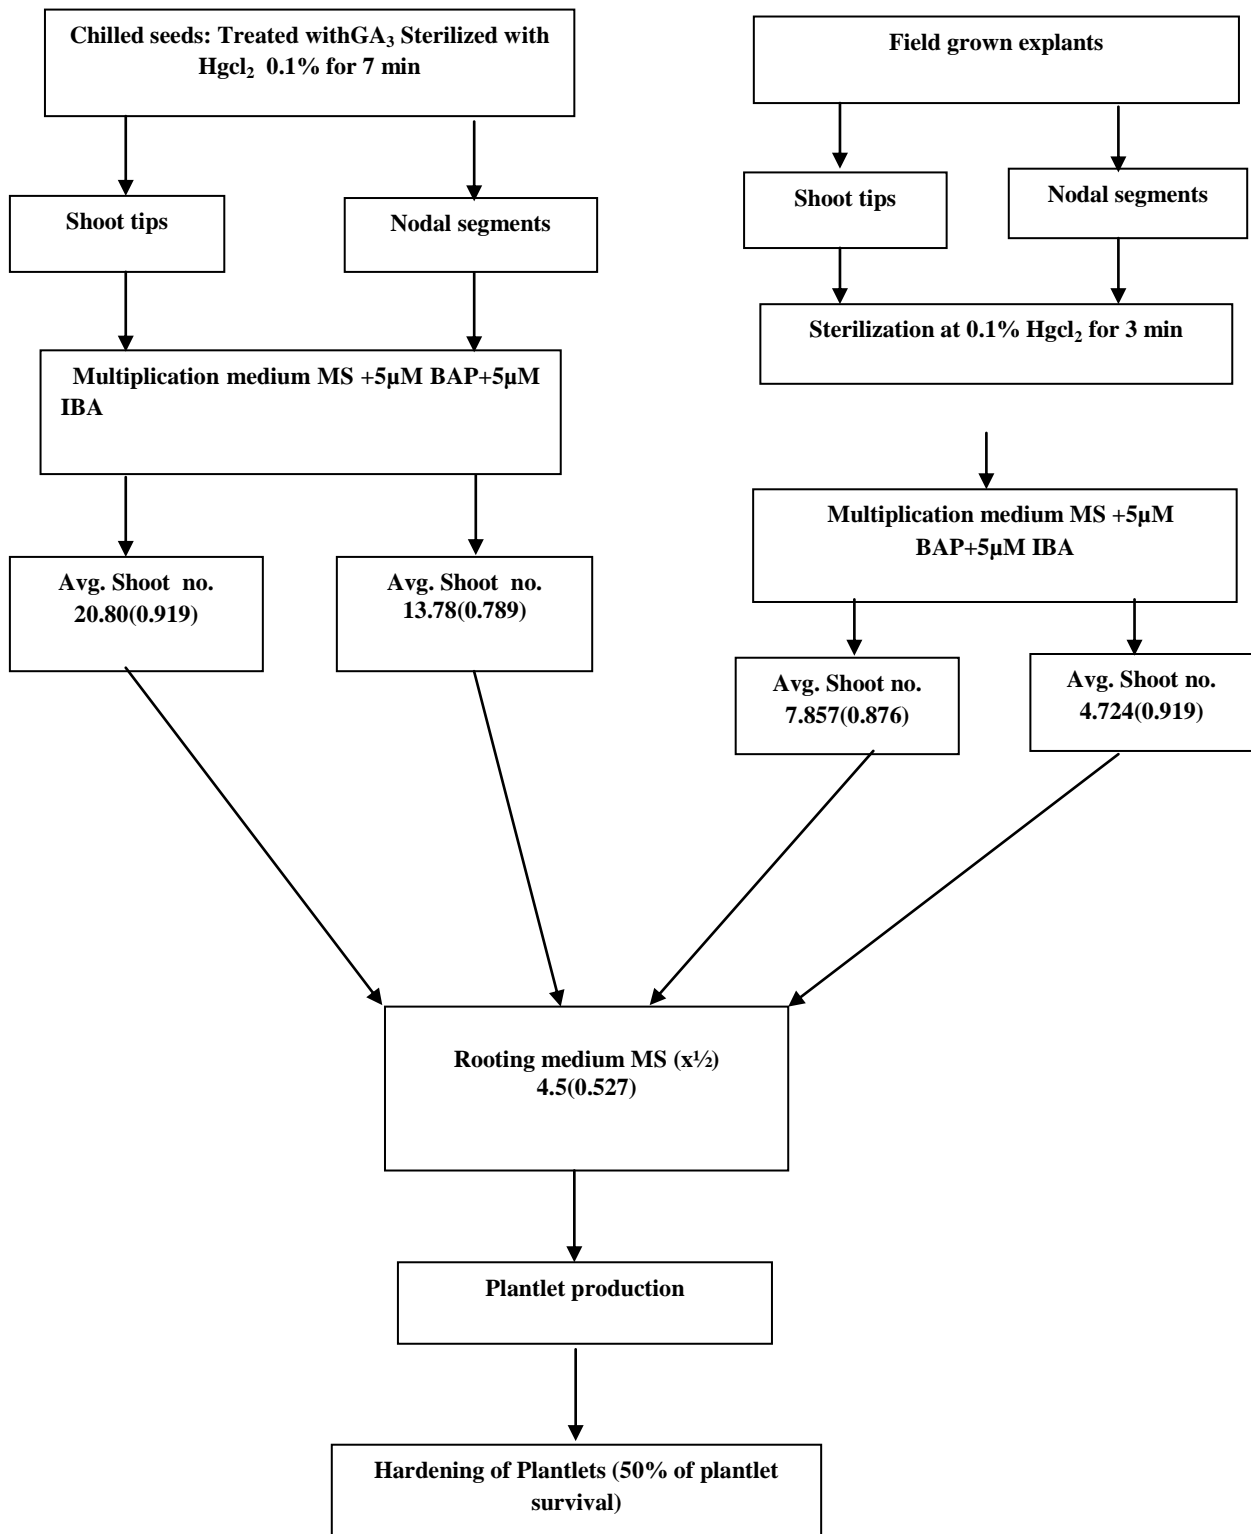 Chilled seeds: Treated withGA₃ Sterilized with
Hgcl₂ 0.1% for 7 min
Field grown explants
Shoot tips
Nodal segments
Shoot tips
Nodal segments
Sterilization at 0.1% Hgcl₂ for 3 min
Multiplication medium MS +5µM BAP+5µM
IBA
Multiplication medium MS +5µM
BAP+5µM IBA
Avg. Shoot no.
20.80(0.919)
Avg. Shoot no.
13.78(0.789)
Avg. Shoot no.
7.857(0.876)
Avg. Shoot no.
4.724(0.919)
Rooting medium MS (x½)
4.5(0.527)
Plantlet production
Hardening of Plantlets (50% of plantlet
survival)